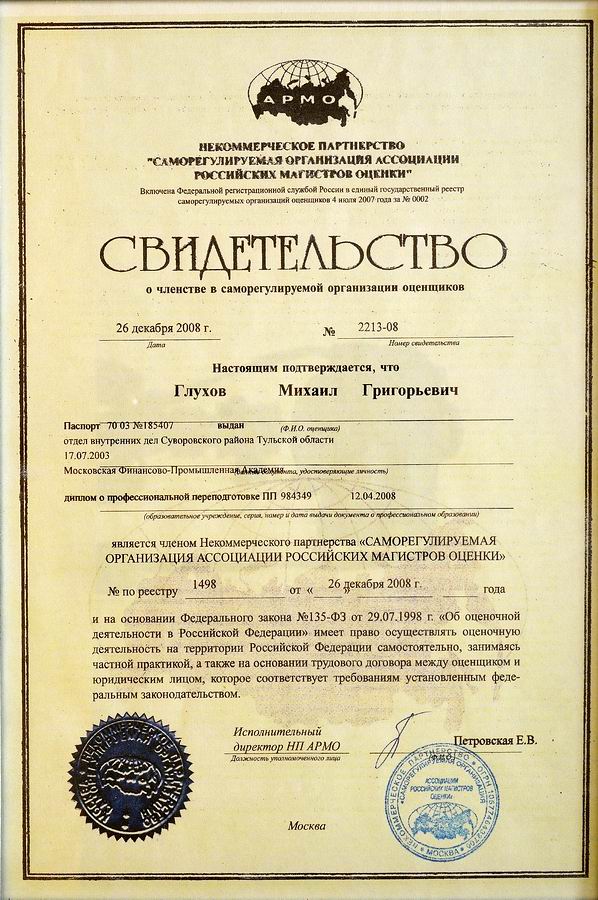 АРМО
НЕКОММЕРЧЕСКОЕ ПАРТНЕРСТВО
"САМОРЕГУЛИРУЕМАЯ ОРГАНИЗАЦИЯ АССОЦИАЦИИ
РОССИЙСКИХ МАГИСТРОВ ОЦЕНКИ"
Включена Федеральной регистрационной службой России в единый государственный реестр
саморегулируемых организаций оценщиков 4 июля 2007 года за № 0002
СВИДЕТЕЛЬСТВО
о членстве в саморегулируемой организации оценщиков
26 декабря 2008 г. № 2213-08
Дата Номер свидетельства
Настоящим подтверждается, что
Глухов Михаил Григорьевич
Паспорт 70 03 №185407 выдан (Ф.И.О. оценщика)
отдел внутренних дел Суворовского района Тульской области
17.07.2003
Московская Финансово-Промышленная Академия документа, удостоверяющие личность)
диплом о профессиональной переподготовке ПП 984349 12.04.2008
(образовательное учреждение, серия, номер и дата выдачи документа о профессиональном образовании)
является членом Некоммерческого партнерства «САМОРЕГУЛИРУЕМАЯ
ОРГАНИЗАЦИЯ АССОЦИАЦИИ РОССИЙСКИХ МАГИСТРОВ ОЦЕНКИ»
№ по реестру 1498 от « 26 декабря 2008 г. » года
и на основании Федерального закона №135-ФЗ от 29.07.1998 г. «Об оценочной
деятельности в Российской Федерации» имеет право осуществлять оценочную
деятельность на территории Российской Федерации самостоятельно, занимаясь
частной практикой, а также на основании трудового договора между оценщиком и
юридическим лицом, которое соответствует требованиям установленным феде-
ральным законодательством.
Исполнительный
директор НП АРМО Петровская Е.В.
Должность уполномоченного лица Ф.И.О.
НЕКОММЕРЧЕСКОЕ ПАРТНЕРСТВО
«САМОРЕГУЛИРУЕМАЯ ОРГАНИЗАЦИЯ
АССОЦИАЦИИ
РОССИЙСКИХ МАГИСТРОВ
ОЦЕНКИ»
МОСКВА
Москва